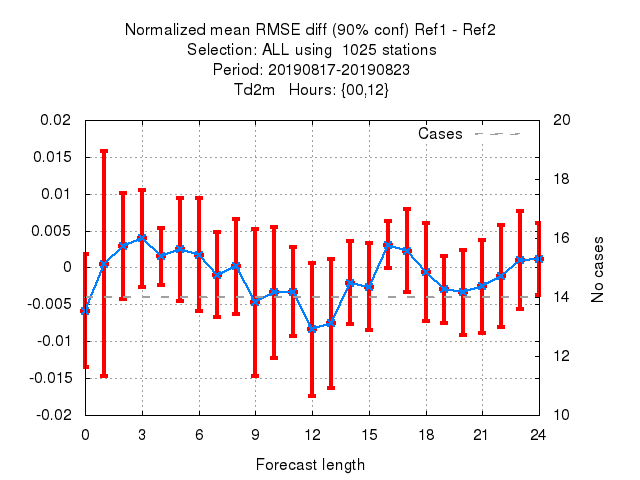 Normalized mean RMSE diff (90% conf) Ref1 - Ref2
Selection: ALL using  1025 stations
Period: 20190817-20190823
Td2m   Hours: {00,12}
Cases
0.02
0.015
0.01
0.005
0
-0.005
-0.01
-0.015
-0.02
20
18
16
14
12
10
No cases
0 3 6 9 12 15 18 21 24
Forecast length